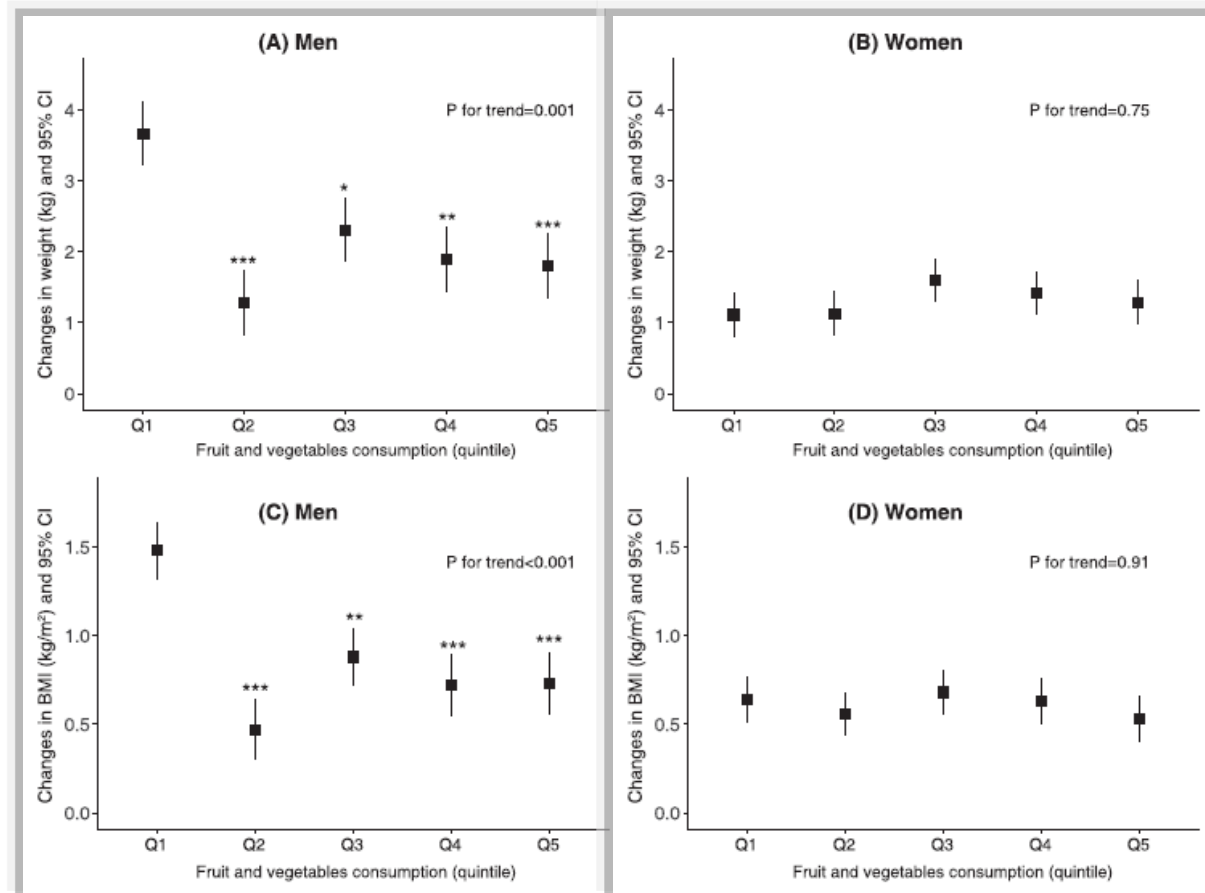 (A) Men
P for trend=0.001
Changes in weight (kg) and 95% CI
4
3
2
1
0
***
*
**
***
Q1 Q2 Q3 Q4 Q5
Fruit and vegetables consumption (quintile)
(B) Women
P for trend=0.75
Changes in weight (kg) and 95% CI
4
3
2
1
0
Q1 Q2 Q3 Q4 Q5
Fruit and vegetables consumption (quintile)
(C) Men
P for trend<0.001
Changes in BMI (kg/m²) and 95% CI
1.5
1.0
0.5
0.0
***
**
***
***
Q1 Q2 Q3 Q4 Q5
Fruit and vegetables consumption (quintile)
(D) Women
P for trend=0.91
Changes in BMI (kg/m²) and 95% CI
1.5
1.0
0.5
0.0
Q1 Q2 Q3 Q4 Q5
Fruit and vegetables consumption (quintile)